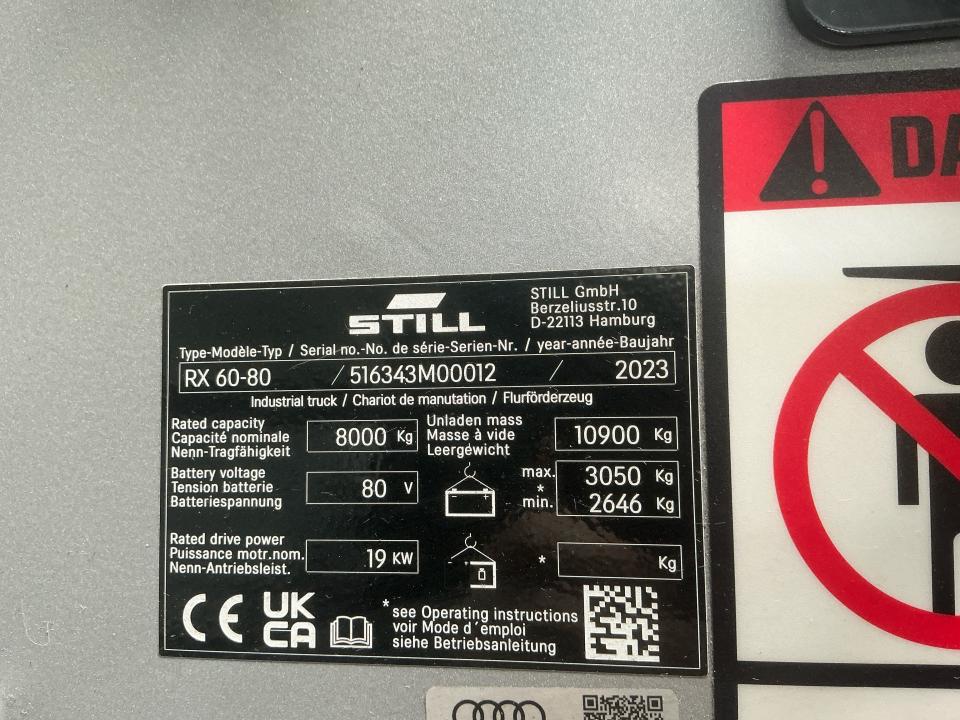 STILL
STILL GmbH
Berzeliusstr.10
D-22113 Hamburg
Type-Modèle-Typ / Serial no.-No. de série-Serien-Nr. / year-année-Baujahr
RX 60-80 / 516343M00012 / 2023
Industrial truck / Chariot de manutation / Flurförderzeug
Rated capacity
Capacité nominale
Nenn-Tragfähigkeit
8000 Kg
Unladen mass
Masse à vide
Leergewicht
10900 Kg
Battery voltage
Tension batterie
Batteriespannung
80 V
max. 3050 Kg
*
min. 2646 Kg
Rated drive power
Puissance motr.nom.
Nenn-Antriebsleist.
19 KW
* Kg
CE UK
CA
*see Operating instructions
voir Mode d´emploi
siehe Betriebsanleitung